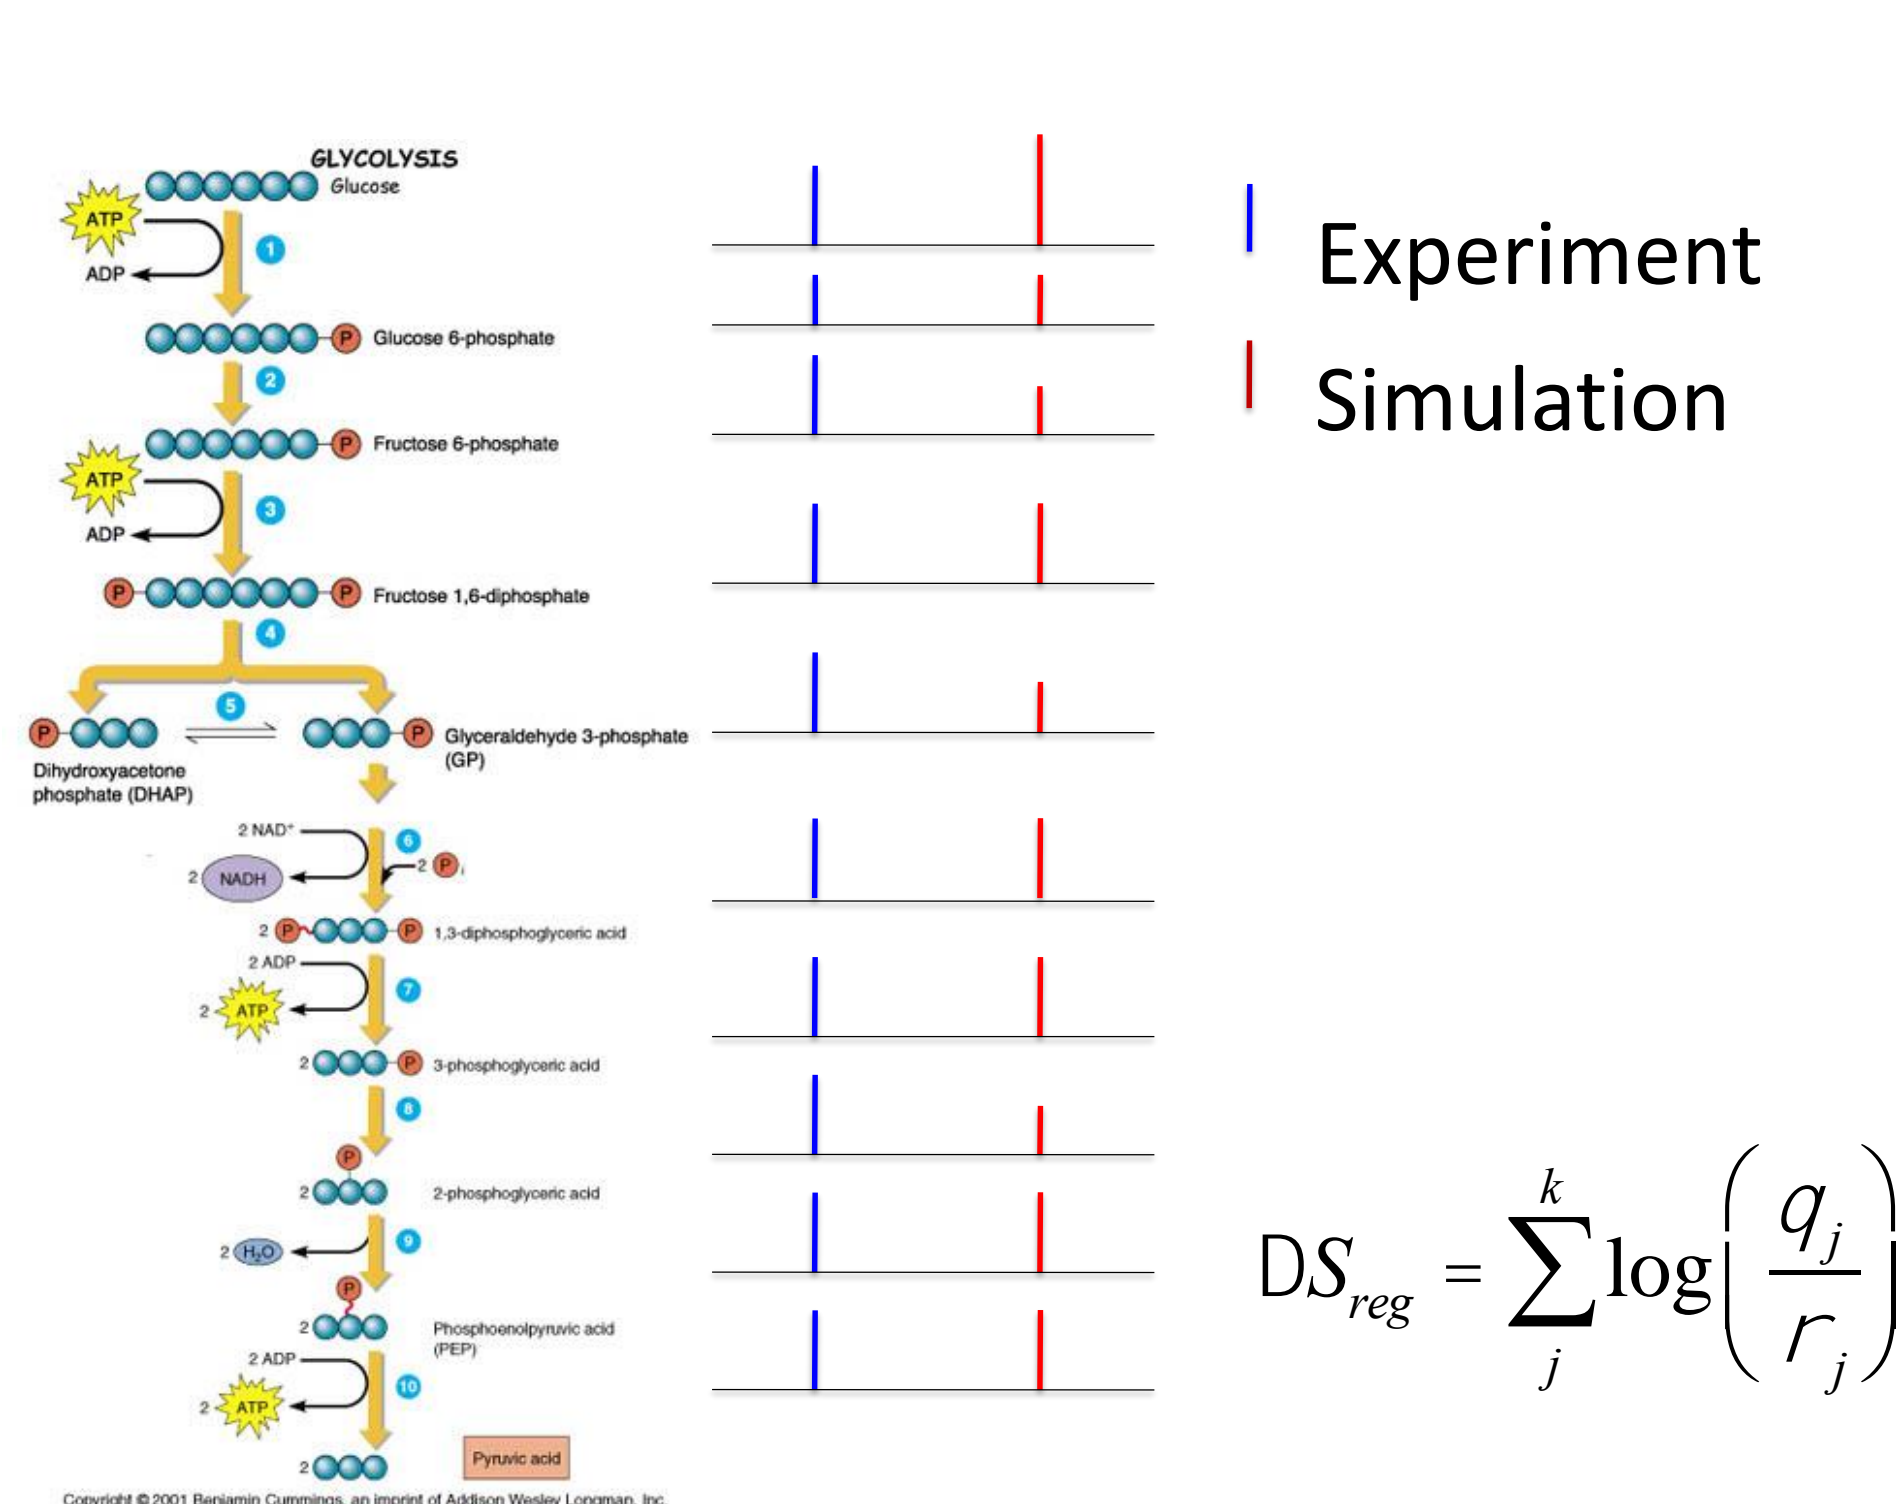 GLYCOLYSIS
Glucose
ATP
1
ADP
P
Glucose 6-phosphate
2
P
Fructose 6-phosphate
ATP
3
ADP
P
P
Fructose 1,6-diphosphate
4
5
P
P
Glyceraldehyde 3-phosphate
(GP)
Dihydroxyacetone
phosphate (DHAP)
2 NAD+
6
2 P i
2 NADH
2 P P 1,3-diphosphoglyceric acid
2 ADP
7
2 ATP
2 P 3-phosphoglyceric acid
8
P
2 2-phosphoglyceric acid
9
2 H₂O
P
2 Phosphoenolpyruvic acid
(PEP)
2 ADP
10
2 ATP
Pyruvic acid
2
Copyright © 2001 Benjamin Cummings, an imprint of Addison Wesley Longman, Inc.
Experiment
Simulation
DS_reg = ∑_j^k log(q_j / r_j)